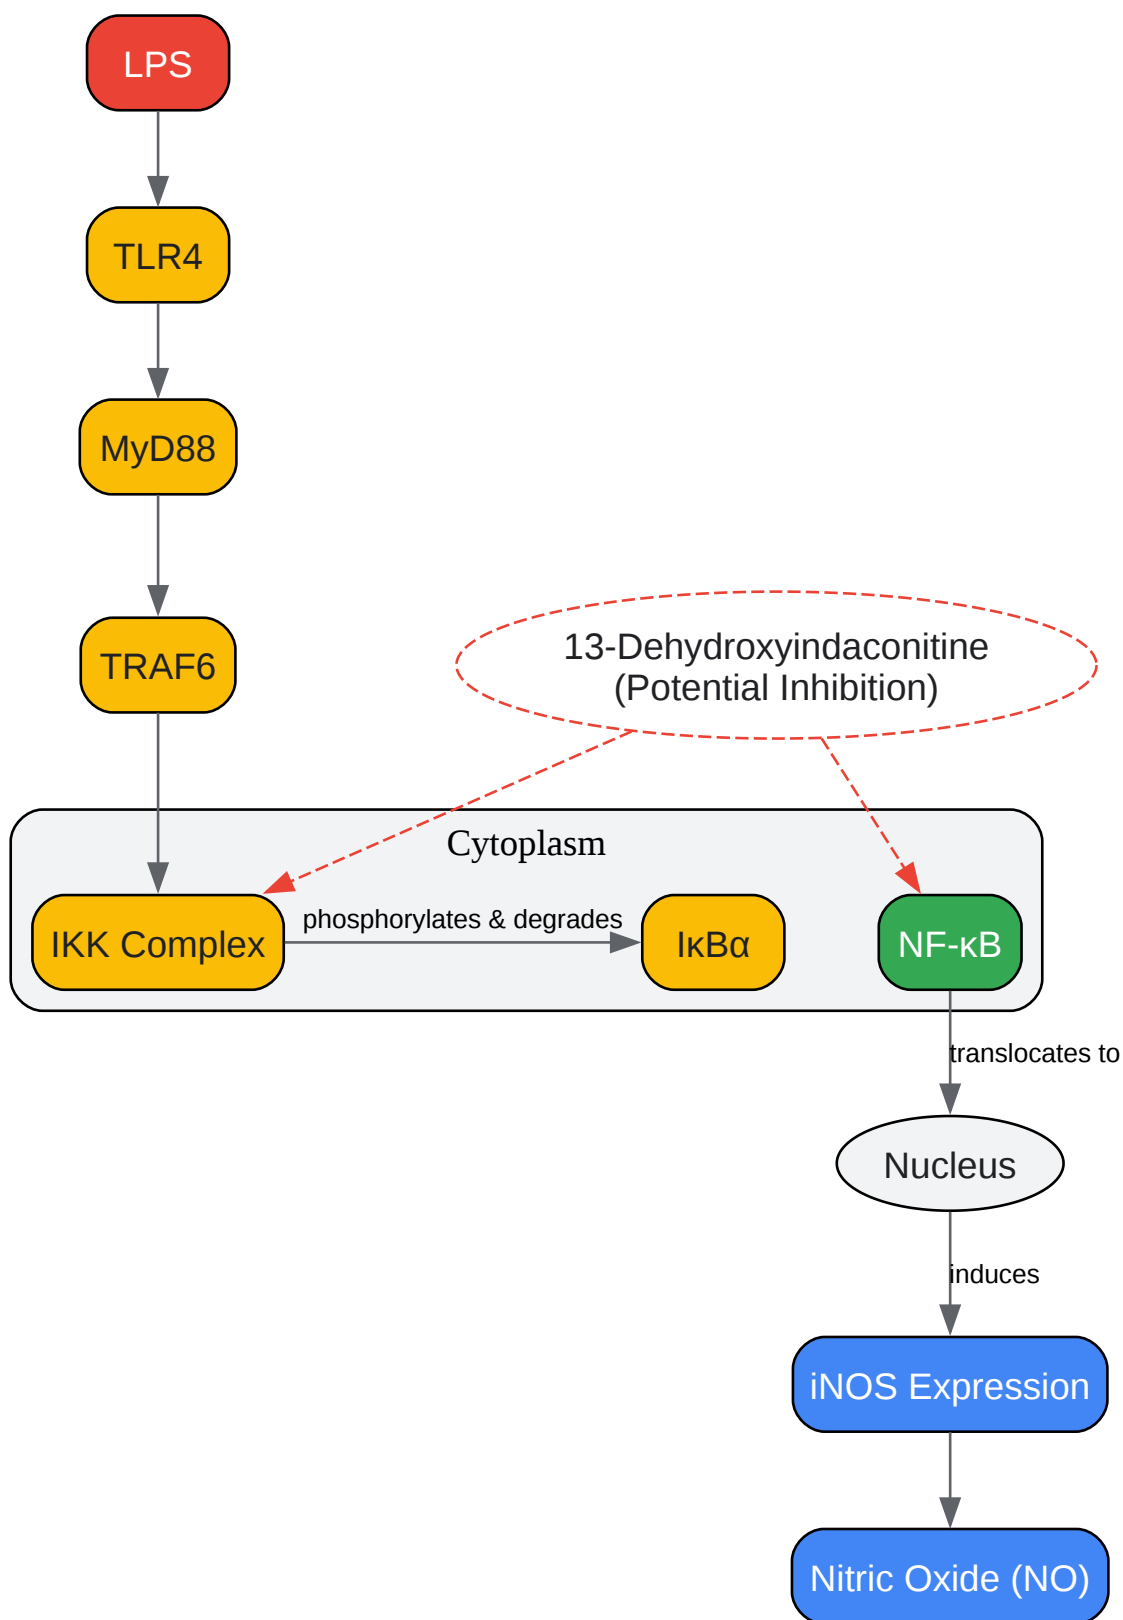 LPS
TLR4
MyD88
TRAF6
13-Dehydroxyindaconitine
(Potential Inhibition)
Cytoplasm
IKK Complex
phosphorylates & degrades
IκBα
NF-κB
translocates to
Nucleus
induces
iNOS Expression
Nitric Oxide (NO)